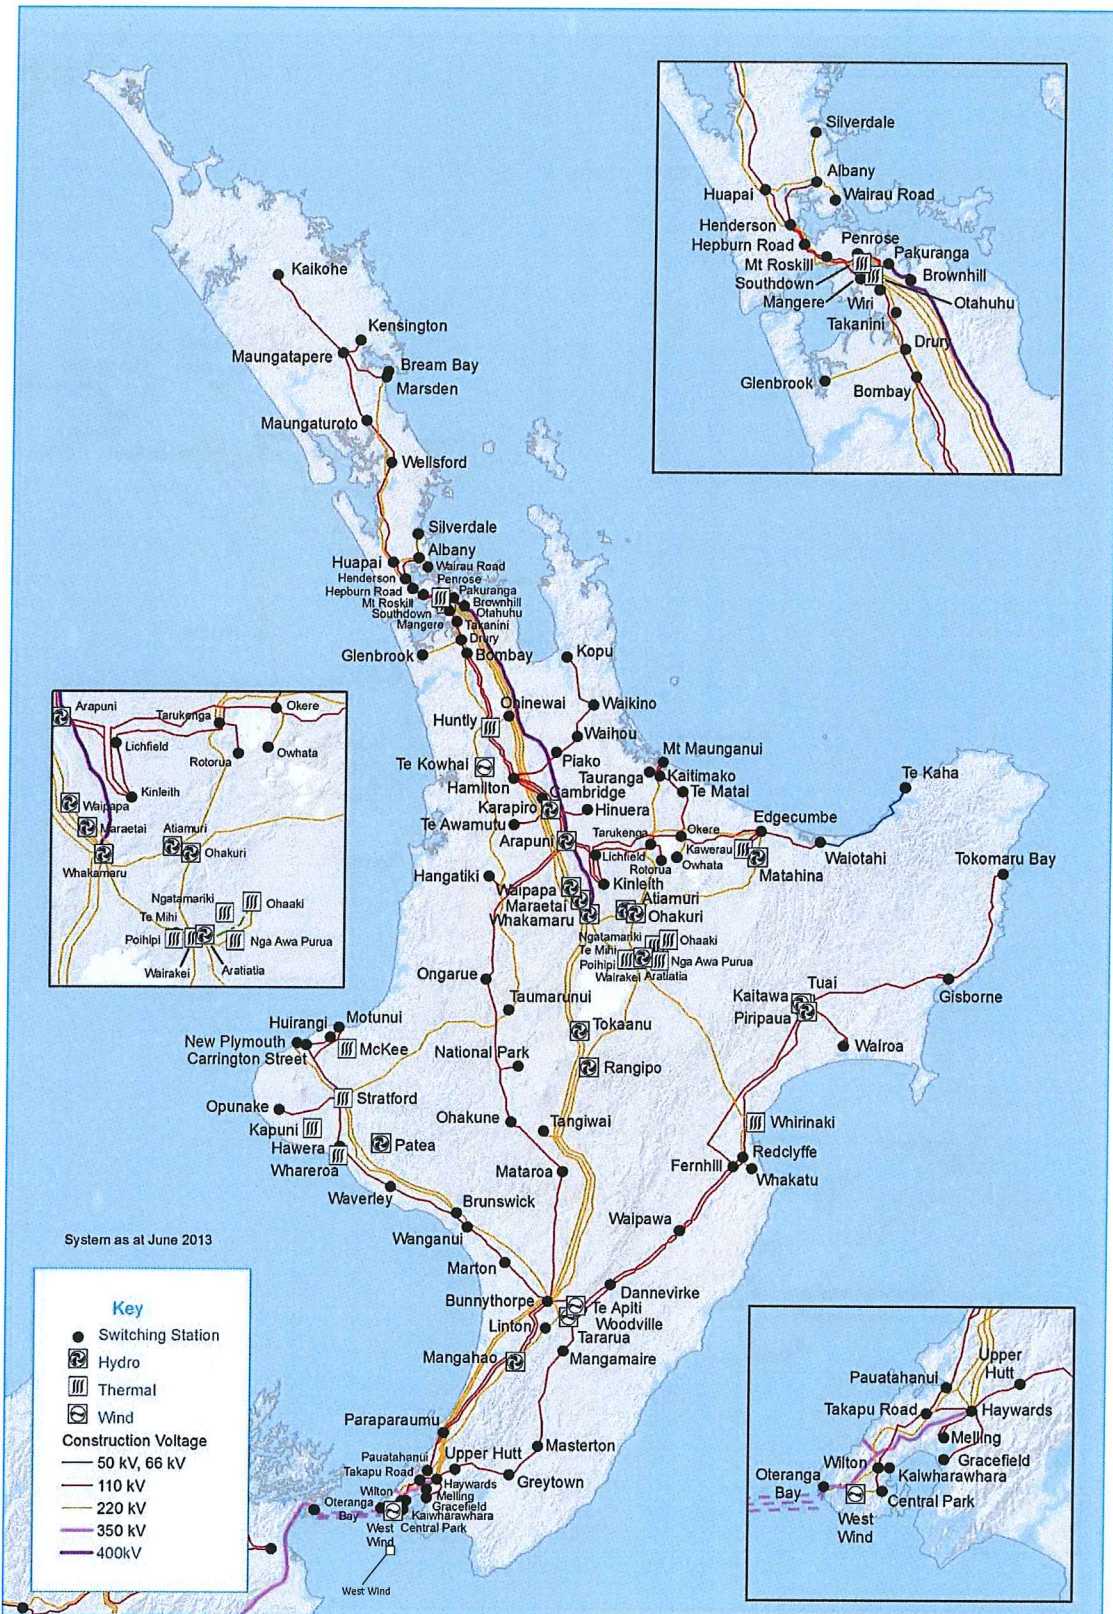 Silverdale
Albany
Huapai
Wairau Road
Henderson
Hepburn Road
Penrose
Mt Roskill
Pakuranga
Southdown
Brownhill
Mangere
Wiri
Otahuhu
Takanini
Drury
Glenbrook
Bombay
Kaikohe
Kensington
Maungatapere
Bream Bay
Marsden
Maungaturoto
Wellsford
Silverdale
Albany
Huapai
Wairau Road
Henderson
Penrose
Hepburn Road
Pakuranga
Mt Roskill
Brownhill
Southdown
Otahuhu
Mangere
Takanini
Drury
Glenbrook
Bombay
Kopu
Ohinewai
Waikino
Huntly
Waihou
Te Kowhai
Piako
Mt Maunganui
Tauranga
Kaitimako
Hamilton
Cambridge
Te Matai
Karapiro
Hinuera
Te Kaha
Te Awamutu
Edgecumbe
Arapuni
Tarukenga
Okere
Kawerau
Waiotahi
Lichfield
Owhata
Rotorua
Matahina
Tokomaru Bay
Hangatiki
Kinleith
Waipapa
Atiamuri
Maraetai
Ohakuri
Whakamaru
Ngatamariki
Ohaaki
Te Mihi
Poihipi
Nga Awa Purua
Wairakei
Aratiatia
Ongarue
Tuai
Gisborne
Kaitawa
Piripaua
Taumarunui
Tokaanu
Wairoa
National Park
Rangipo
Arapuni
Tarukenga
Okere
Lichfield
Owhata
Rotorua
Kinleith
Waipapa
Maraetai
Atiamuri
Ohakuri
Whakamaru
Ngatamariki
Ohaaki
Te Mihi
Poihipi
Nga Awa Purua
Wairakei
Aratiatia
Huirangi
Motunui
New Plymouth
Carrington Street
McKee
Stratford
Opunake
Kapuni
Hawera
Whareroa
Patea
Waverley
Ohakune
Tangiwai
Mataroa
Whirinaki
Redclyffe
Fernhill
Whakatu
Brunswick
Wanganui
Waipawa
Marton
Dannevirke
Bunnythorpe
Te Apiti
Linton
Woodville
Tararua
Mangahao
Mangamaire
Paraparaumu
Masterton
Pauatahanui
Upper Hutt
Greytown
Takapu Road
Haywards
Wilton
Melling
Gracefield
Oteranga
Bay
Kaiwharawhara
Central Park
West
Wind
West Wind
System as at June 2013
Key
Switching Station
Hydro
Thermal
Wind
Construction Voltage
50 kV, 66 kV
110 kV
220 kV
350 kV
400kV
Upper
Hutt
Pauatahanui
Takapu Road
Haywards
Melling
Wilton
Gracefield
Kaiwharawhara
Oteranga
Bay
Central Park
West
Wind